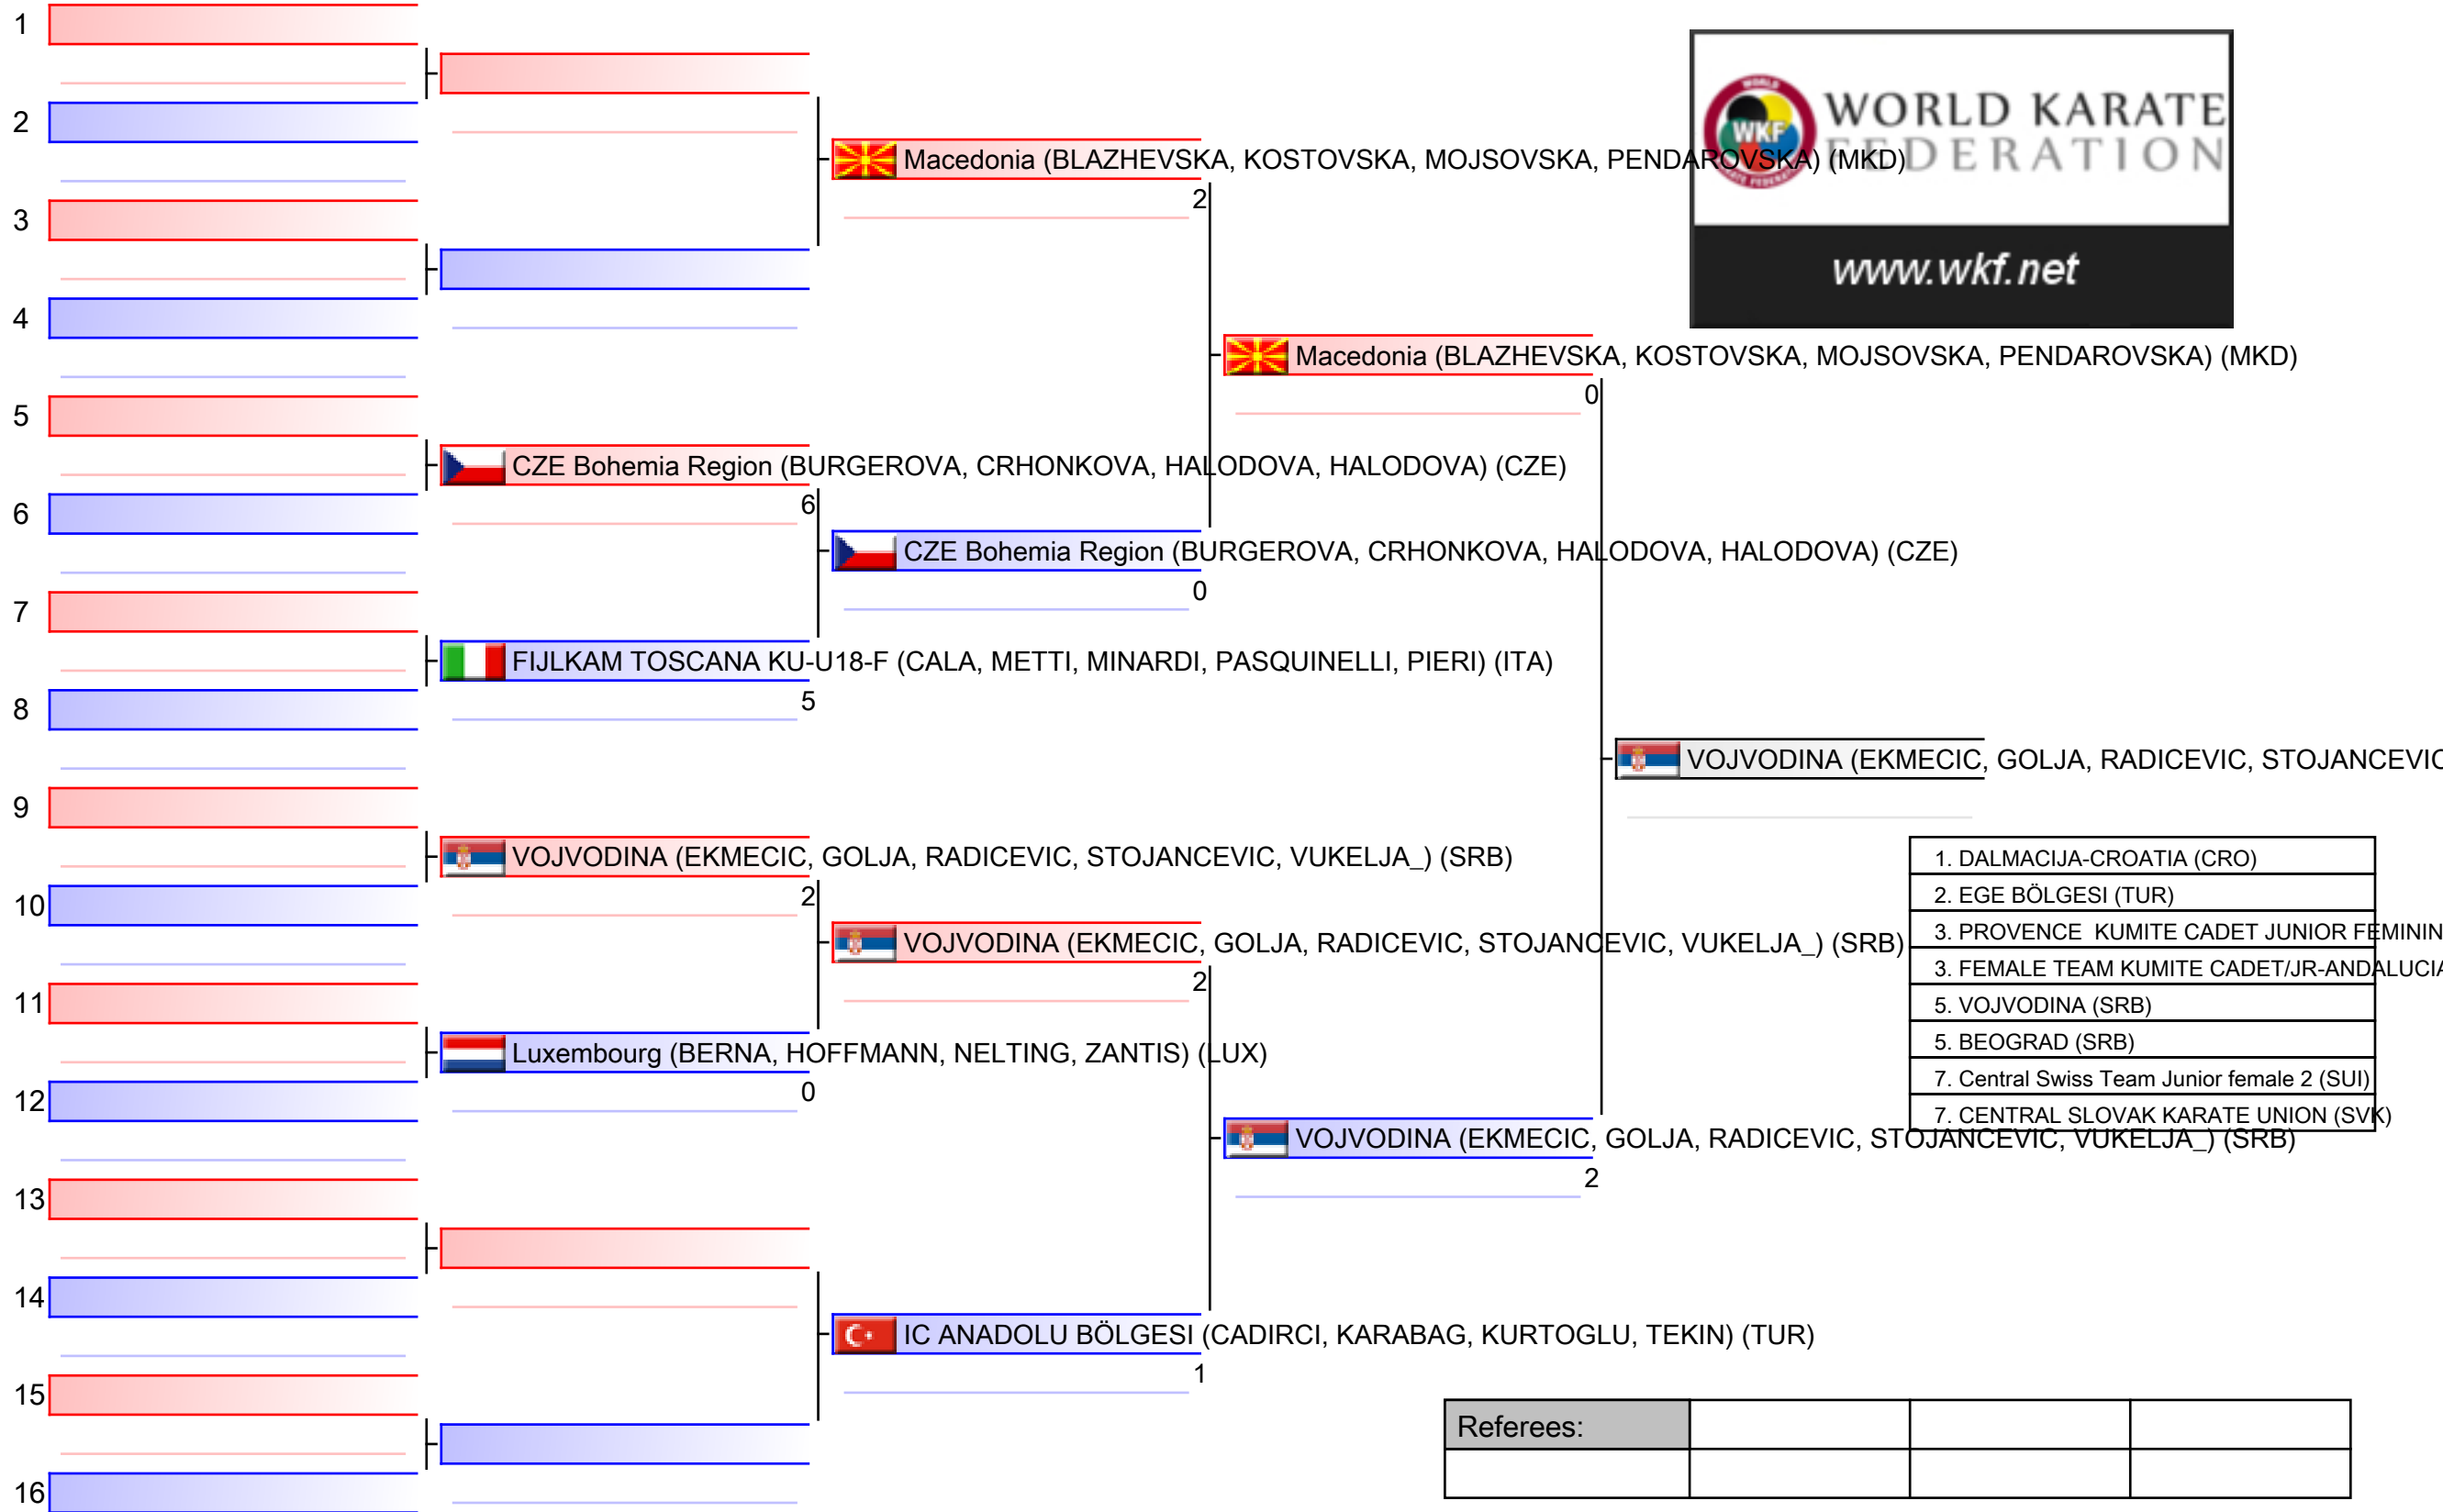 1
2
3
4
5
6
7
8
9
10
11
12
13
14
15
16
CZE Bohemia Region (BURGEROVA, CRHONKOVA, HALODOVA, HALODOVA) (CZE)
6
FIJLKAM TOSCANA KU-U18-F (CALA, METTI, MINARDI, PASQUINELLI, PIERI) (ITA)
5
VOJVODINA (EKMECIC, GOLJA, RADICEVIC, STOJANCEVIC, VUKELJA_) (SRB)
2
Luxembourg (BERNA, HOFFMANN, NELTING, ZANTIS) (LUX)
0
Macedonia (BLAZHEVSKA, KOSTOVSKA, MOJSOVSKA, PENDAROVSKA) (MKD)
2
CZE Bohemia Region (BURGEROVA, CRHONKOVA, HALODOVA, HALODOVA) (CZE)
0
VOJVODINA (EKMECIC, GOLJA, RADICEVIC, STOJANCEVIC, VUKELJA_) (SRB)
2
IC ANADOLU BÖLGESI (CADIRCI, KARABAG, KURTOGLU, TEKIN) (TUR)
1
Macedonia (BLAZHEVSKA, KOSTOVSKA, MOJSOVSKA, PENDAROVSKA) (MKD)
0
VOJVODINA (EKMECIC, GOLJA, RADICEVIC, STOJANCEVIC, VUKELJA_) (SRB)
2
VOJVODINA (EKMECIC, GOLJA, RADICEVIC, STOJANCEVIC
WKF
WORLD KARATE
FEDERATION
www.wkf.net
1. DALMACIJA-CROATIA (CRO)
2. EGE BÖLGESI (TUR)
3. PROVENCE KUMITE CADET JUNIOR FEMININ
3. FEMALE TEAM KUMITE CADET/JR-ANDALUCIA
5. VOJVODINA (SRB)
5. BEOGRAD (SRB)
7. Central Swiss Team Junior female 2 (SUI)
7. CENTRAL SLOVAK KARATE UNION (SVK)
Referees: